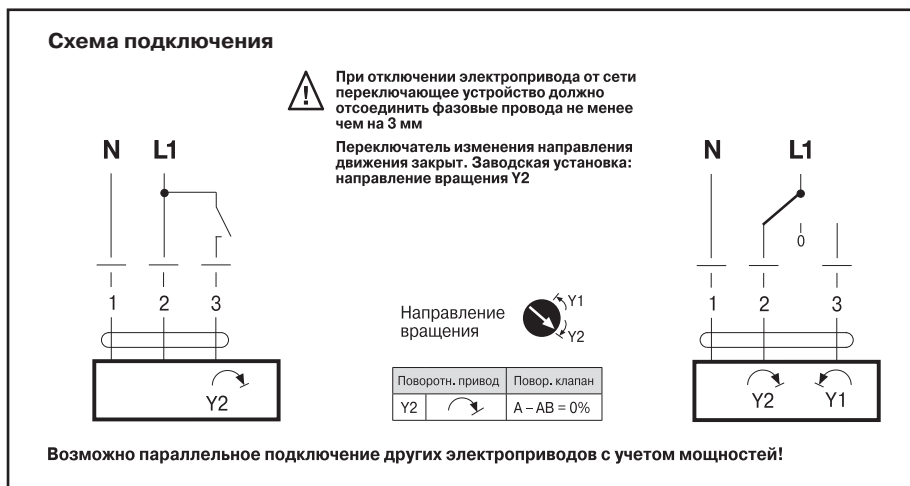 Схема подключения
При отключении электропривода от сети
переключающее устройство должно
отсоединить фазовые провода не менее
чем на 3 мм
Переключатель изменения направления
движения закрыт. Заводская установка:
направление вращения Y2
N L1
1 2 3
Y2
Направление
вращения
Y1
Y2
Поворотн. привод Повор. клапан
Y2 A – AB = 0%
N L1
0
1 2 3
Y2 Y1
Возможно параллельное подключение других электроприводов с учетом мощностей!